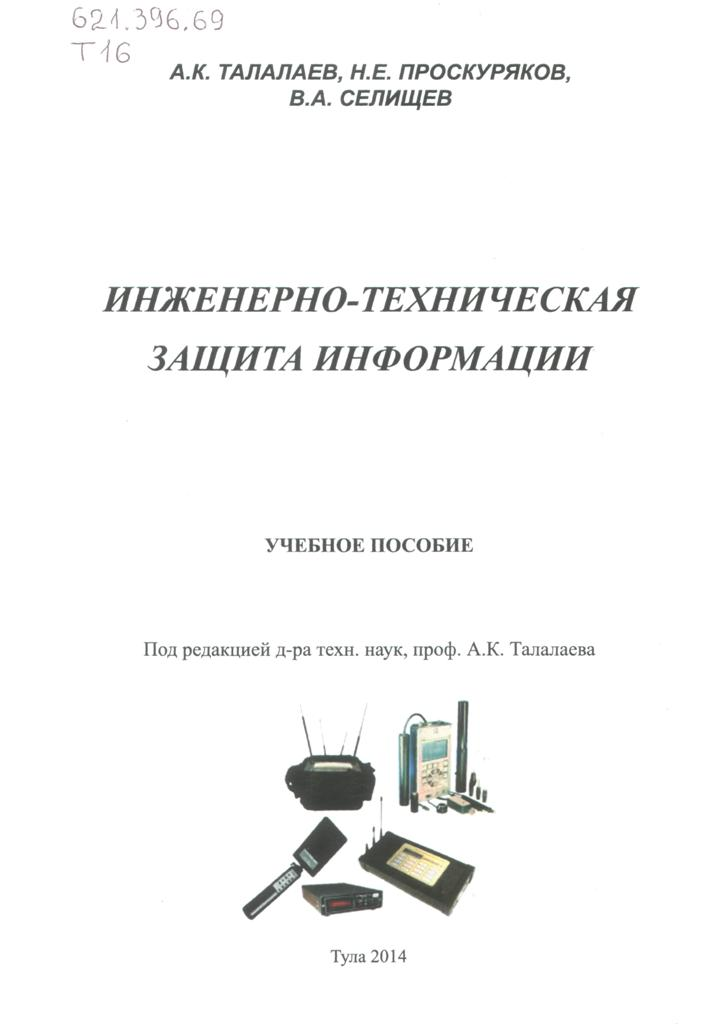 621.396.69
Т16
А.К. ТАЛАЛАЕВ, Н.Е. ПРОСКУРЯКОВ,
В.А. СЕЛИЩЕВ
ИНЖЕНЕРНО-ТЕХНИЧЕСКАЯ
ЗАЩИТА ИНФОРМАЦИИ
УЧЕБНОЕ ПОСОБИЕ
Под редакцией д-ра техн. наук, проф. А.К. Талалаева
Тула 2014